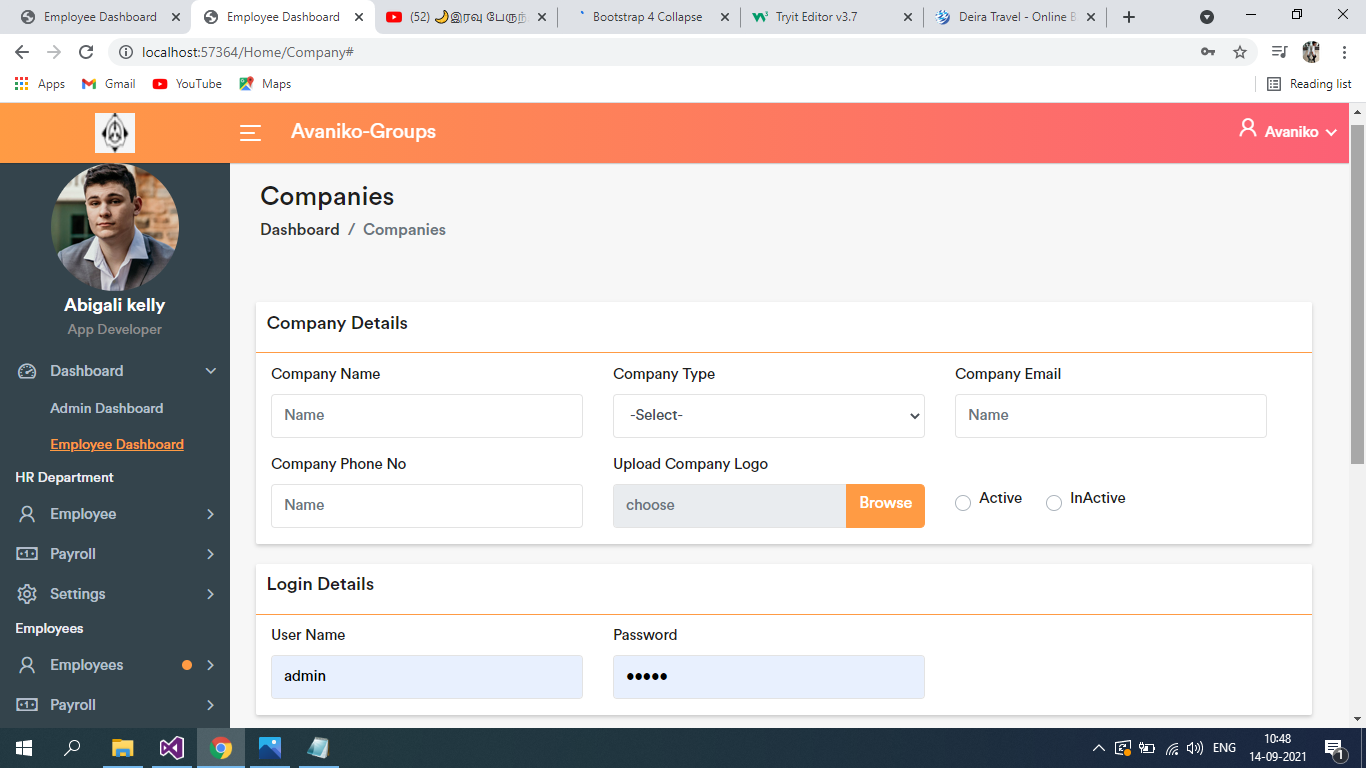 Employee Dashboard
Employee Dashboard
(52) 🌙இரவு பேருந்
Bootstrap 4 Collapse
Tryit Editor v3.7
Deira Travel - Online B
localhost:57364/Home/Company#
Apps
Gmail
YouTube
Maps
Reading list
Avaniko-Groups
Avaniko
Abigali kelly
App Developer
Dashboard
Admin Dashboard
Employee Dashboard
HR Department
Employee
Payroll
Settings
Employees
Employees
Payroll
Companies
Dashboard / Companies
Company Details
Company Name
Company Type
Company Email
Name
-Select-
Name
Company Phone No
Upload Company Logo
Name
choose
Browse
Active
InActive
Login Details
User Name
Password
admin
•••••
ENG
10:48
14-09-2021
1